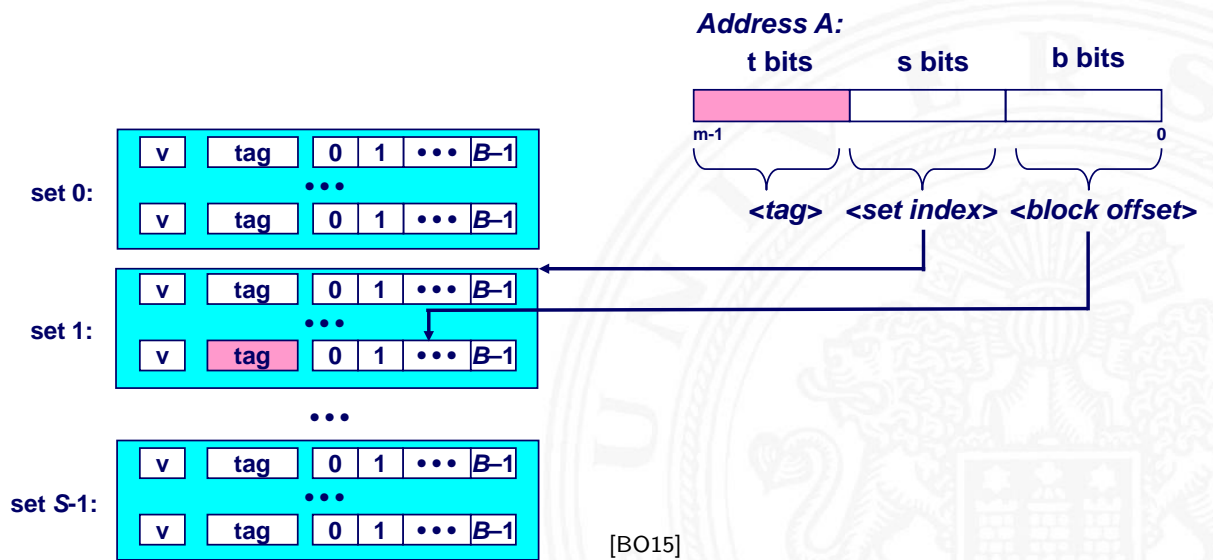 Address A:
t bits s bits b bits
m-1 0
<tag> <set index> <block offset>
set 0:
v tag 0 1 ••• B–1
•••
v tag 0 1 ••• B–1
set 1:
v tag 0 1 ••• B–1
•••
v tag 0 1 ••• B–1
•••
set S-1:
v tag 0 1 ••• B–1
•••
v tag 0 1 ••• B–1
[BO15]
U N I V E R S